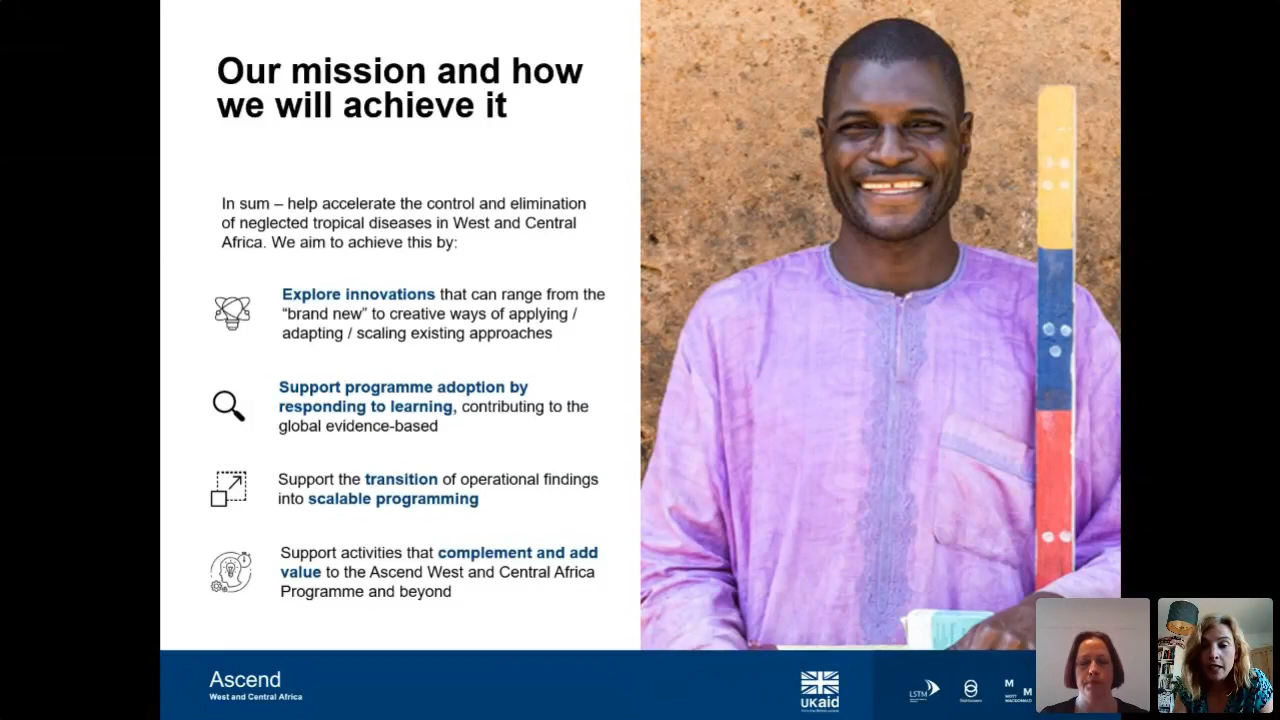 Our mission and how
we will achieve it
In sum – help accelerate the control and elimination
of neglected tropical diseases in West and Central
Africa. We aim to achieve this by:
Explore innovations that can range from the
“brand new” to creative ways of applying /
adapting / scaling existing approaches
Support programme adoption by
responding to learning, contributing to the
global evidence-based
Support the transition of operational findings
into scalable programming
Support activities that complement and add
value to the Ascend West and Central Africa
Programme and beyond
Ascend
West and Central Africa
UKaid
LSTM
M
M
MOTT
MACDONALD